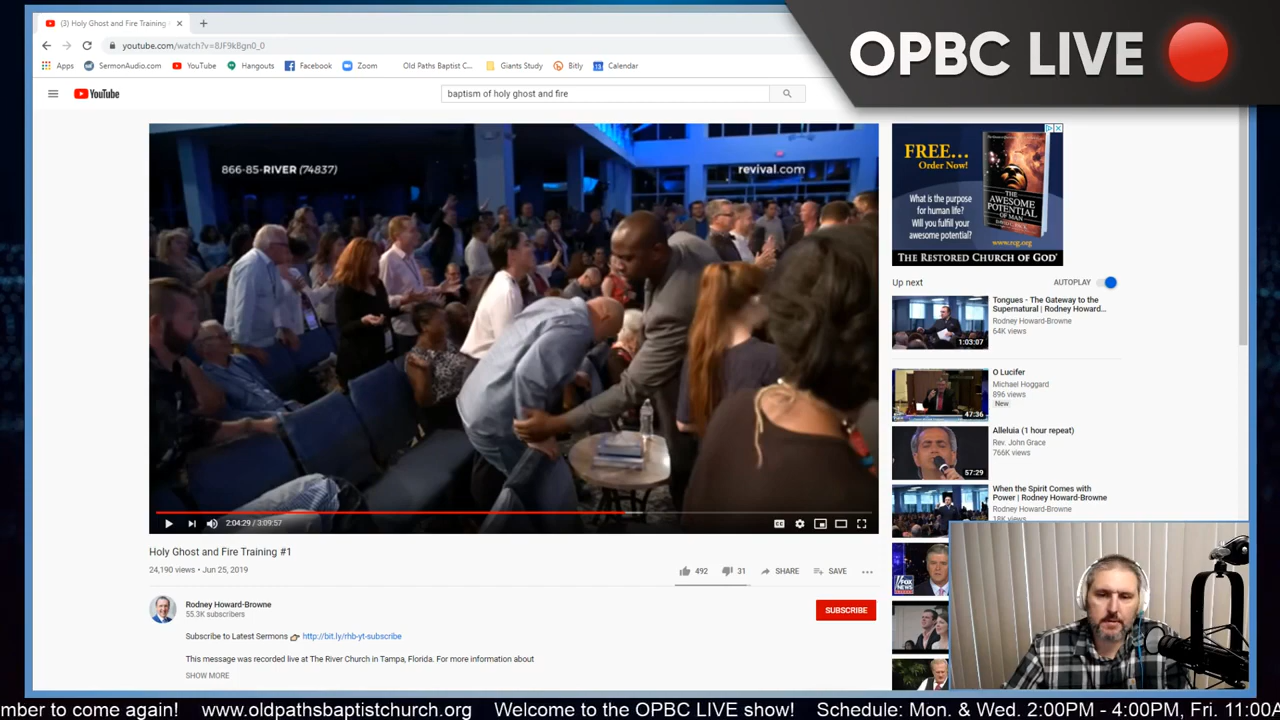 (3) Holy Ghost and Fire Training
OPBC LIVE
youtube.com/watch?v=8JF9kBgn0_0
Apps SermonAudio.com YouTube Hangouts Facebook Zoom Old Paths Baptist C... Giants Study Bitly Calendar
YouTube
baptism of holy ghost and fire
866-85-RIVER (74837)
revival.com
FREE...
Order Now!
What is the purpose
for human life?
Will you fulfill your
awesome potential?
THE
AWESOME
POTENTIAL
OF MAN
www.rcg.org
THE RESTORED CHURCH OF GOD
Up next AUTOPLAY
Tongues - The Gateway to the
Supernatural | Rodney Howard...
Rodney Howard-Browne
64K views
1:03:07
O Lucifer
Michael Hoggard
896 views
New
47:36
Alleluia (1 hour repeat)
Rev. John Grace
766K views
57:29
When the Spirit Comes with
Power | Rodney Howard-Browne
Rodney Howard-Browne
18K views
FOX
NEWS
2:04:29 / 3:09:57
CC
Holy Ghost and Fire Training #1
24,190 views • Jun 25, 2019
492 31 SHARE SAVE ...
Rodney Howard-Browne
55.3K subscribers
SUBSCRIBE
Subscribe to Latest Sermons 👉 http://bit.ly/rhb-yt-subscribe
This message was recorded live at The River Church in Tampa, Florida. For more information about
SHOW MORE
mber to come again! www.oldpathsbaptistchurch.org Welcome to the OPBC LIVE show! Schedule: Mon. & Wed. 2:00PM - 4:00PM, Fri. 11:00A